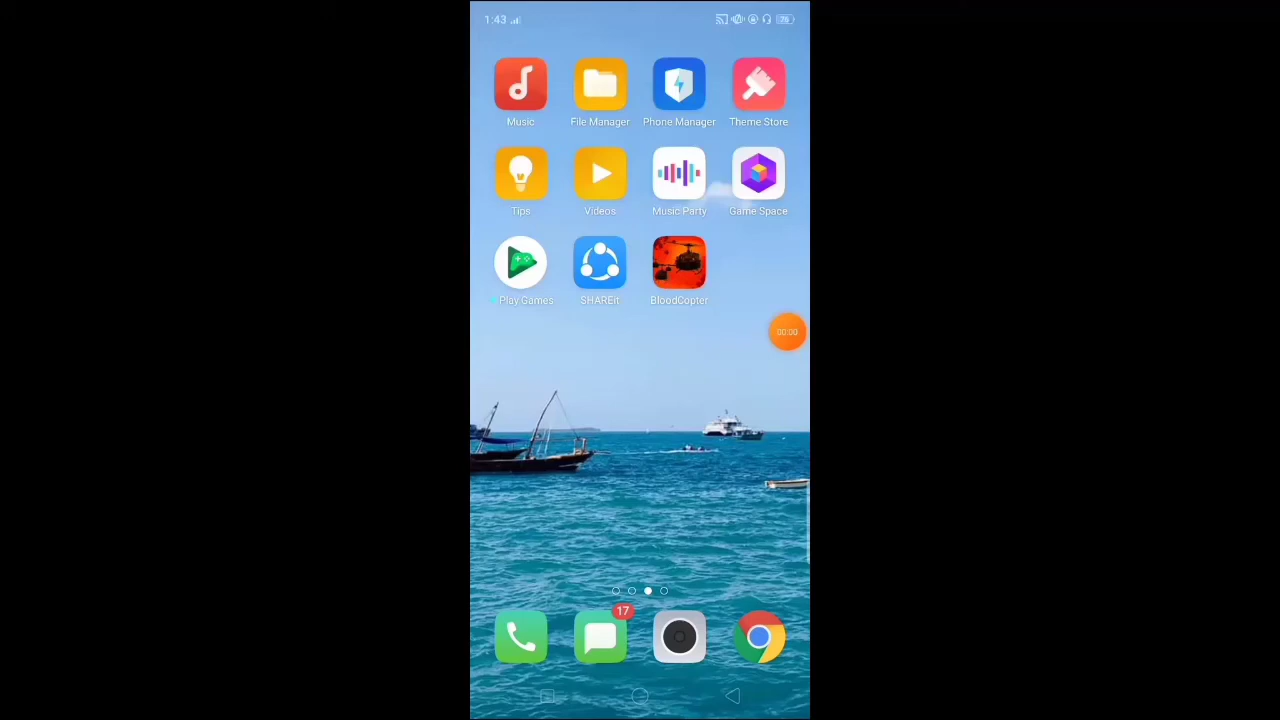 1:43
76
Music
File Manager
Phone Manager
Theme Store
Tips
Videos
Music Party
Game Space
Play Games
SHAREit
BloodCopter
00:00
17